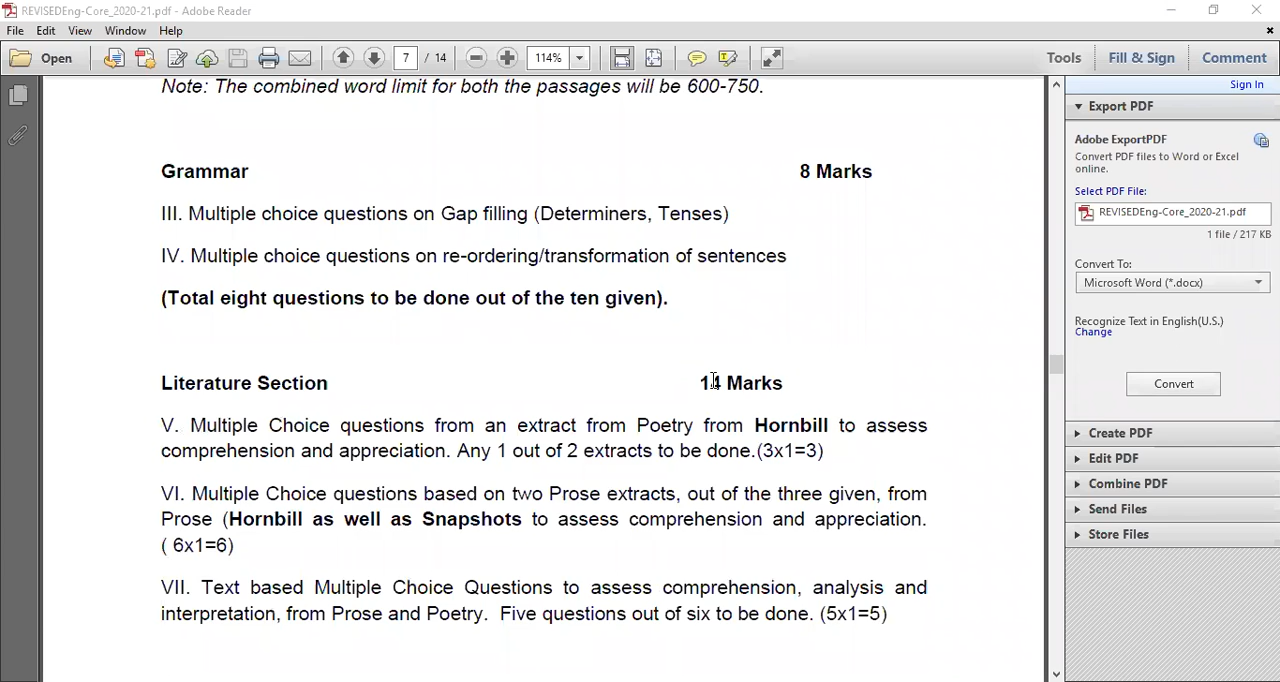 REVISEDEng-Core_2020-21.pdf - Adobe Reader
File Edit View Window Help
Open 7 / 14 114% Tools Fill & Sign Comment
Sign In
Note: The combined word limit for both the passages will be 600-750.
Grammar 8 Marks
III. Multiple choice questions on Gap filling (Determiners, Tenses)
IV. Multiple choice questions on re-ordering/transformation of sentences
(Total eight questions to be done out of the ten given).
Literature Section 14 Marks
V. Multiple Choice questions from an extract from Poetry from Hornbill to assess
comprehension and appreciation. Any 1 out of 2 extracts to be done.(3x1=3)
VI. Multiple Choice questions based on two Prose extracts, out of the three given, from
Prose (Hornbill as well as Snapshots to assess comprehension and appreciation.
( 6x1=6)
VII. Text based Multiple Choice Questions to assess comprehension, analysis and
interpretation, from Prose and Poetry. Five questions out of six to be done. (5x1=5)
Export PDF
Adobe ExportPDF
Convert PDF files to Word or Excel
online.
Select PDF File:
REVISEDEng-Core_2020-21.pdf
1 file / 217 KB
Convert To:
Microsoft Word (*.docx)
Recognize Text in English(U.S.)
Change
Convert
Create PDF
Edit PDF
Combine PDF
Send Files
Store Files